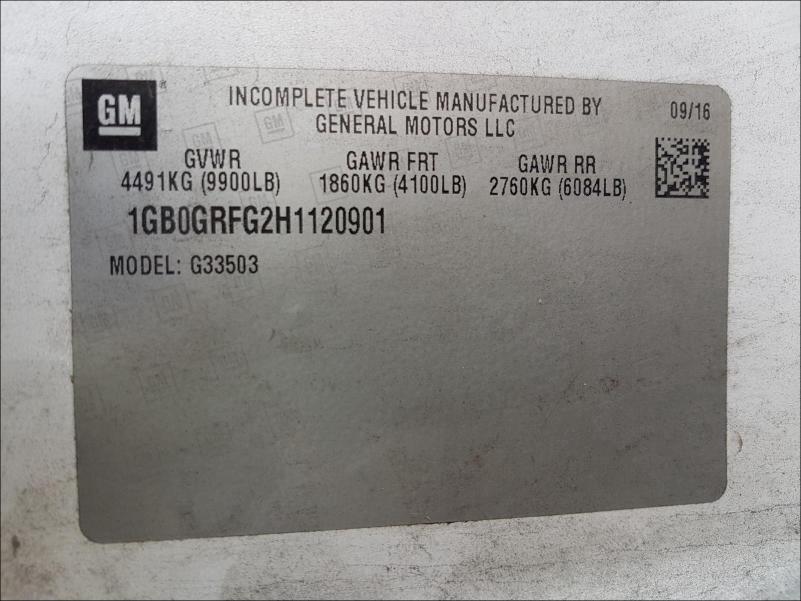 GM
INCOMPLETE VEHICLE MANUFACTURED BY
GENERAL MOTORS LLC
09/16
GVWR GAWR FRT GAWR RR
4491KG (9900LB) 1860KG (4100LB) 2760KG (6084LB)
1GB0GRFG2H1120901
MODEL: G33503